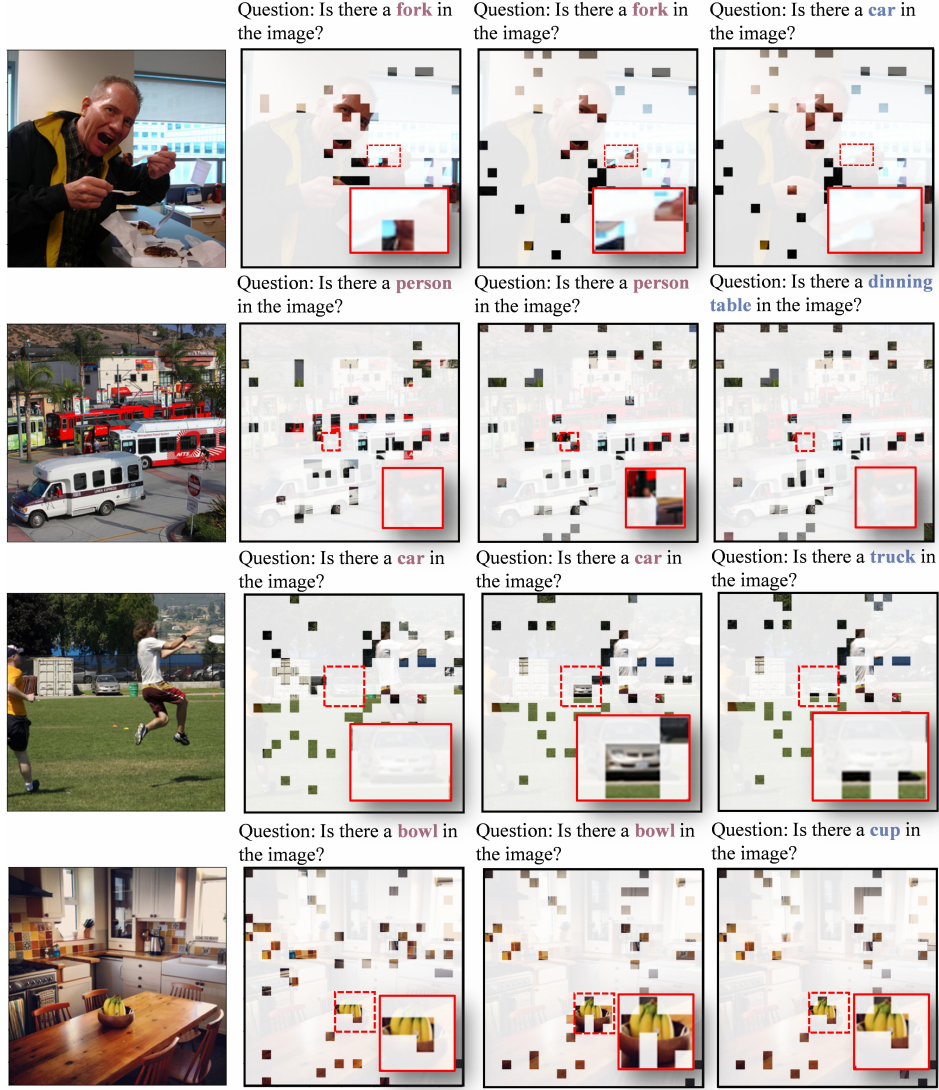 Question: Is there a fork in
the image?
Question: Is there a fork in
the image?
Question: Is there a car in
the image?
Question: Is there a person
in the image?
Question: Is there a person
in the image?
Question: Is there a dinning
table in the image?
Question: Is there a car in
the image?
Question: Is there a car in
the image?
Question: Is there a truck in
the image?
Question: Is there a bowl in
the image?
Question: Is there a bowl in
the image?
Question: Is there a cup in
the image?